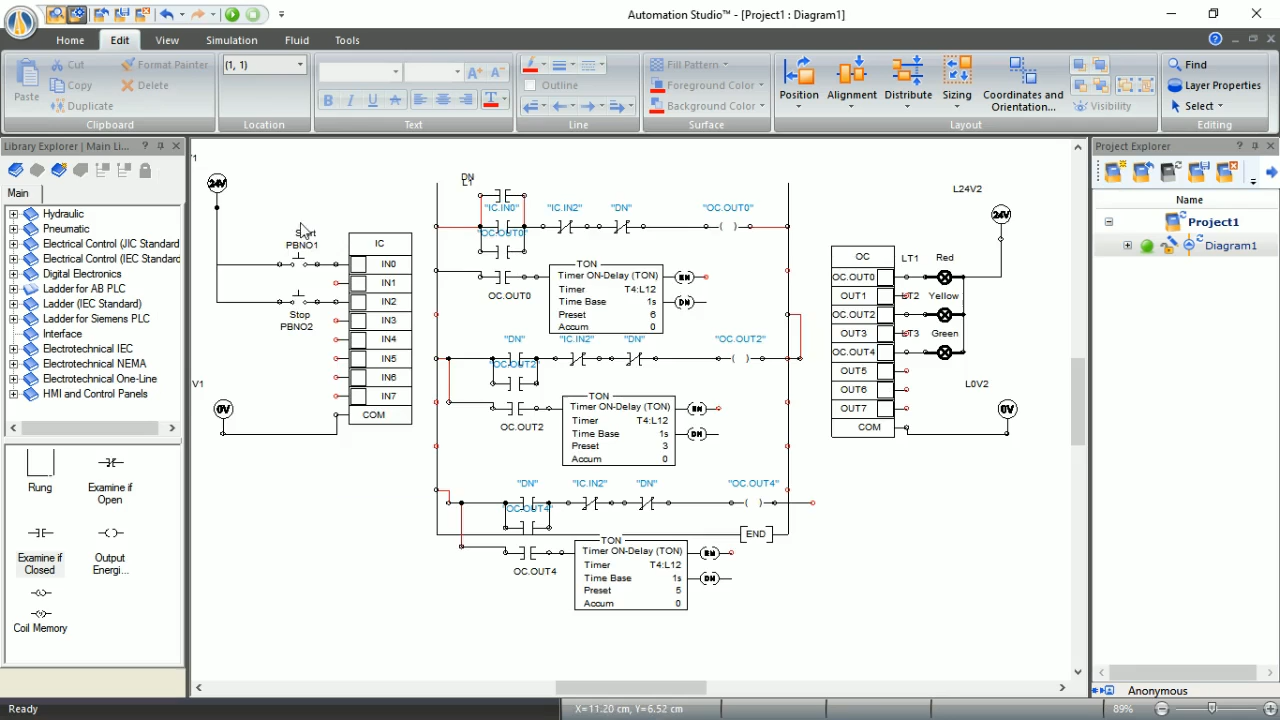 Automation Studio™ - [Project1 : Diagram1]
Home Edit View Simulation Fluid Tools
Paste
Cut
Copy
Duplicate
Format Painter
Delete
Clipboard
(1, 1)
Location
B I U A
Text
Outline
Line
Fill Pattern
Foreground Color
Background Color
Surface
Position Alignment Distribute Sizing Coordinates and
Orientation...
Visibility
Layout
Find
Layer Properties
Select
Editing
Library Explorer | Main Li...
Main
Hydraulic
Pneumatic
Electrical Control (JIC Standard
Electrical Control (IEC Standard
Digital Electronics
Ladder for AB PLC
Ladder (IEC Standard)
Ladder for Siemens PLC
Interface
Electrotechnical IEC
Electrotechnical NEMA
Electrotechnical One-Line
HMI and Control Panels
Rung
Examine if
Open
Examine if
Closed
Output
Energi...
Coil Memory
24V
PBNO1
Stop
PBNO2
V1
0V
IC
IN0
IN1
IN2
IN3
IN4
IN5
IN6
IN7
COM
DN
L1
"IC.IN0" "IC.IN2" "DN" "OC.OUT0"
"OC.OUT0"
OC.OUT0
TON
Timer ON-Delay (TON)
Timer T4:L12
Time Base 1s
Preset 6
Accum 0
EN
DN
"DN" "IC.IN2" "DN" "OC.OUT2"
"OC.OUT2"
OC.OUT2
TON
Timer ON-Delay (TON)
Timer T4:L12
Time Base 1s
Preset 3
Accum 0
EN
DN
"DN" "IC.IN2" "DN" "OC.OUT4"
"OC.OUT4"
END
OC.OUT4
TON
Timer ON-Delay (TON)
Timer T4:L12
Time Base 1s
Preset 5
Accum 0
EN
DN
L24V2
24V
OC
OC.OUT0
OUT1
OC.OUT2
OUT3
OC.OUT4
OUT5
OUT6
OUT7
COM
LT1 Red
LT2 Yellow
LT3 Green
L0V2
0V
Project Explorer
Name
Project1
Diagram1
Anonymous
Ready
X=11.20 cm, Y=6.52 cm
89%